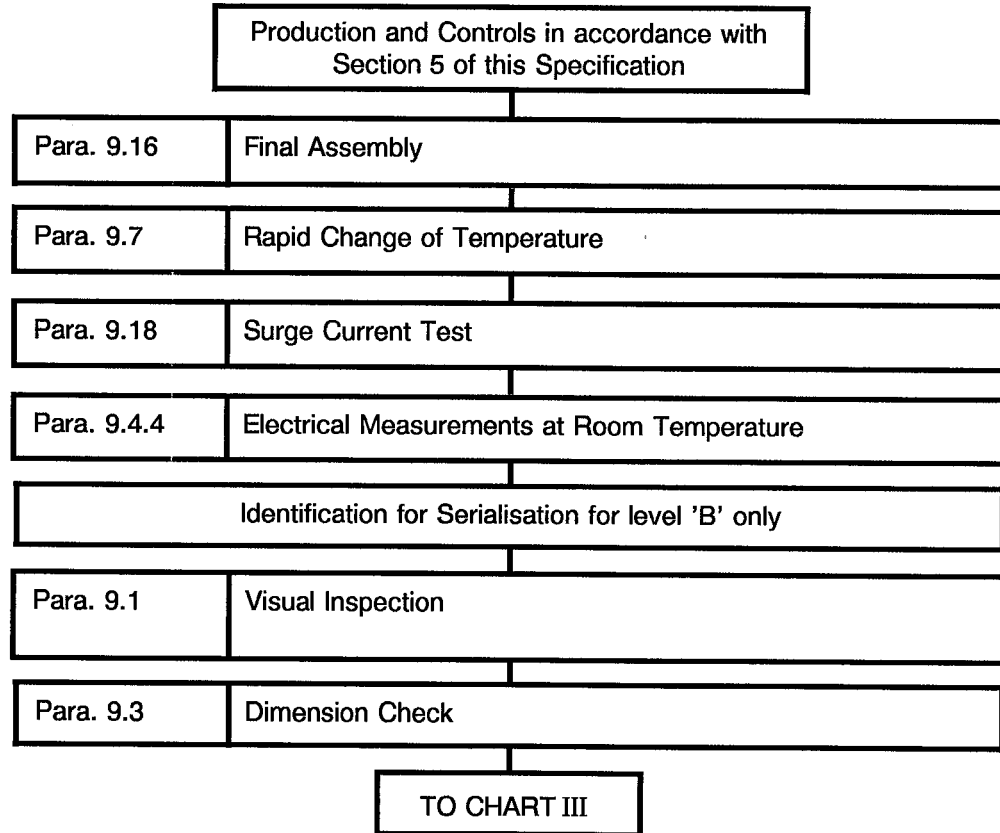 Production and Controls in accordance with
Section 5 of this Specification
Para. 9.16 Final Assembly
Para. 9.7 Rapid Change of Temperature
Para. 9.18 Surge Current Test
Para. 9.4.4 Electrical Measurements at Room Temperature
Identification for Serialisation for level 'B' only
Para. 9.1 Visual Inspection
Para. 9.3 Dimension Check
TO CHART III